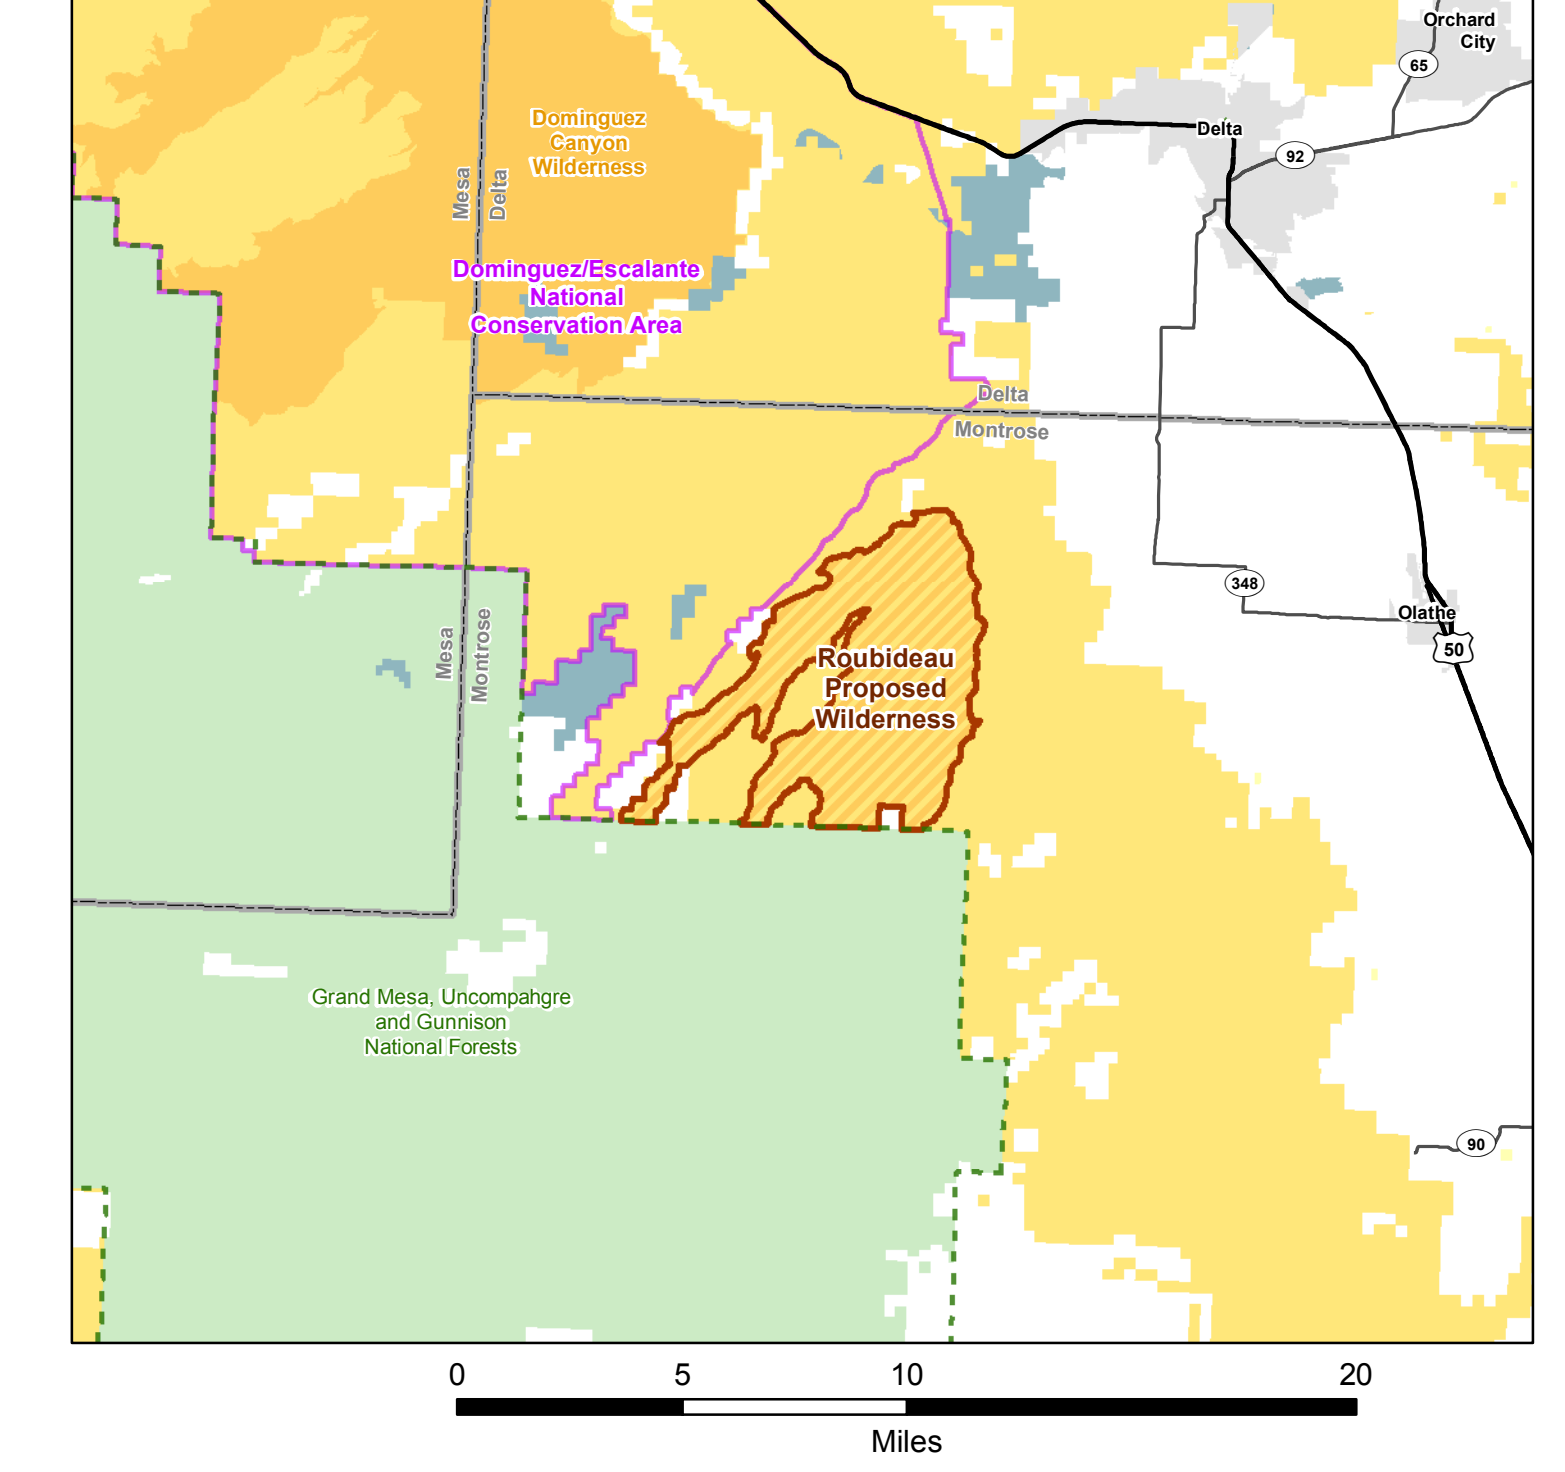 Orchard
City
65
Delta
92
Dominguez
Canyon
Wilderness
Mesa
Delta
Dominguez/Escalante
National
Conservation Area
Delta
Montrose
348
Olathe
50
Mesa
Montrose
Roubideau
Proposed
Wilderness
Grand Mesa, Uncompahgre
and Gunnison
National Forests
90
0 5 10 20
Miles